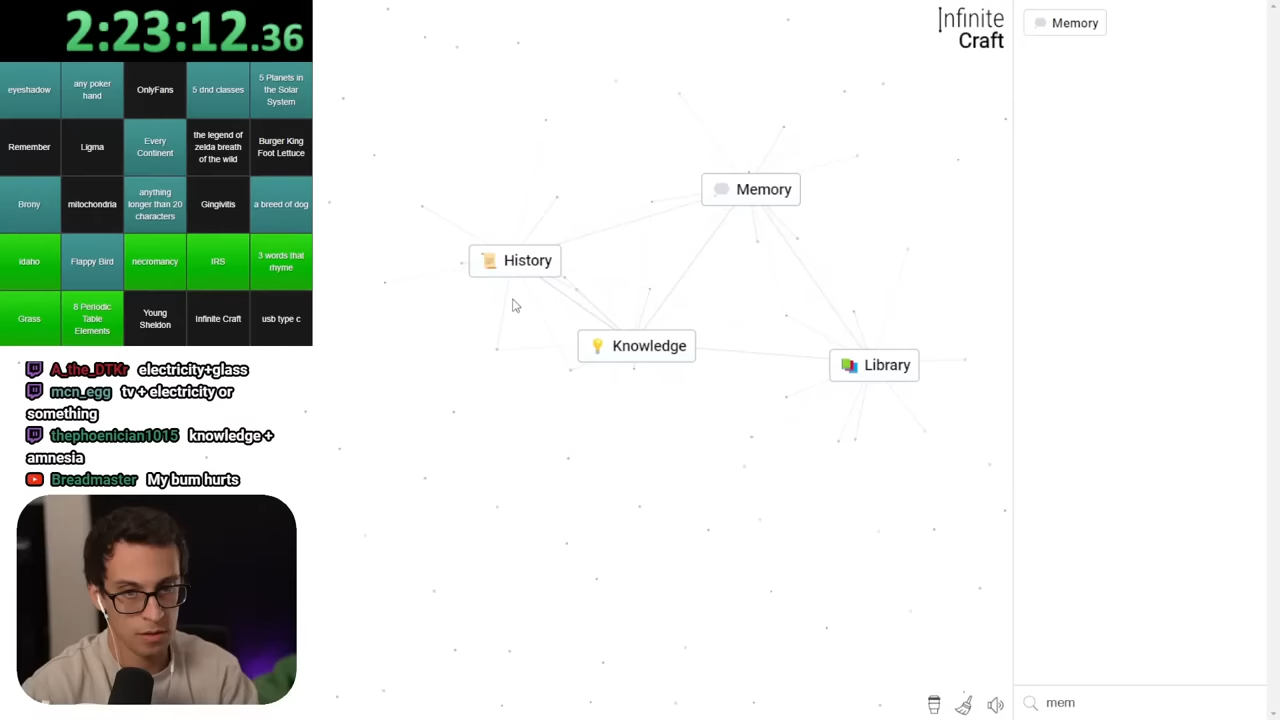 2:23:12.36
eyeshadow
any poker
hand
OnlyFans
5 dnd classes
5 Planets in
the Solar
System
Remember
Ligma
Every
Continent
the legend of
zelda breath
of the wild
Burger King
Foot Lettuce
Brony
mitochondria
anything
longer than 20
characters
Gingivitis
a breed of dog
idaho
Flappy Bird
necromancy
IRS
3 words that
rhyme
Grass
8 Periodic
Table
Elements
Young
Sheldon
Infinite Craft
usb type c
A_the_DTKr electricity+glass
mcn_egg tv + electricity or
something
thephoenician1015 knowledge +
amnesia
Breadmaster My bum hurts
Infinite
Craft
Memory
History
Knowledge
Library
Memory
mem